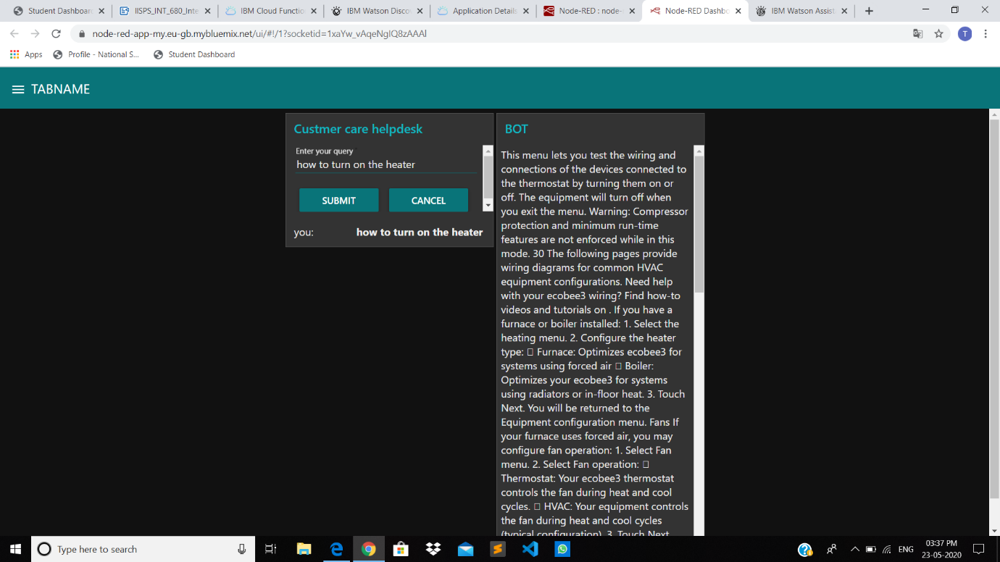 Student Dashboar
IISPS_INT_680_Inte
IBM Cloud Functio
IBM Watson Disco
Application Details
Node-RED : node-
Node-RED Dashbo
IBM Watson Assist
node-red-app-my.eu-gb.mybluemix.net/ui/#!/1?socketid=1xaYw_vAqeNgIQ8zAAAl
T
Apps
Profile - National S...
Student Dashboard
TABNAME
Custmer care helpdesk
Enter your query
how to turn on the heater
SUBMIT
CANCEL
you:
how to turn on the heater
BOT
This menu lets you test the wiring and
connections of the devices connected to
the thermostat by turning them on or
off. The equipment will turn off when
you exit the menu. Warning: Compressor
protection and minimum run-time
features are not enforced while in this
mode. 30 The following pages provide
wiring diagrams for common HVAC
equipment configurations. Need help
with your ecobee3 wiring? Find how-to
videos and tutorials on . If you have a
furnace or boiler installed: 1. Select the
heating menu. 2. Configure the heater
type: Furnace: Optimizes ecobee3 for
systems using forced air Boiler:
Optimizes your ecobee3 for systems
using radiators or in-floor heat. 3. Touch
Next. You will be returned to the
Equipment configuration menu. Fans If
your furnace uses forced air, you may
configure fan operation: 1. Select Fan
menu. 2. Select Fan operation:
Thermostat: Your ecobee3 thermostat
controls the fan during heat and cool
cycles. HVAC: Your equipment controls
the fan during heat and cool cycles
(typical configuration). 3. Touch Next
Type here to search
ENG
03:37 PM
23-05-2020